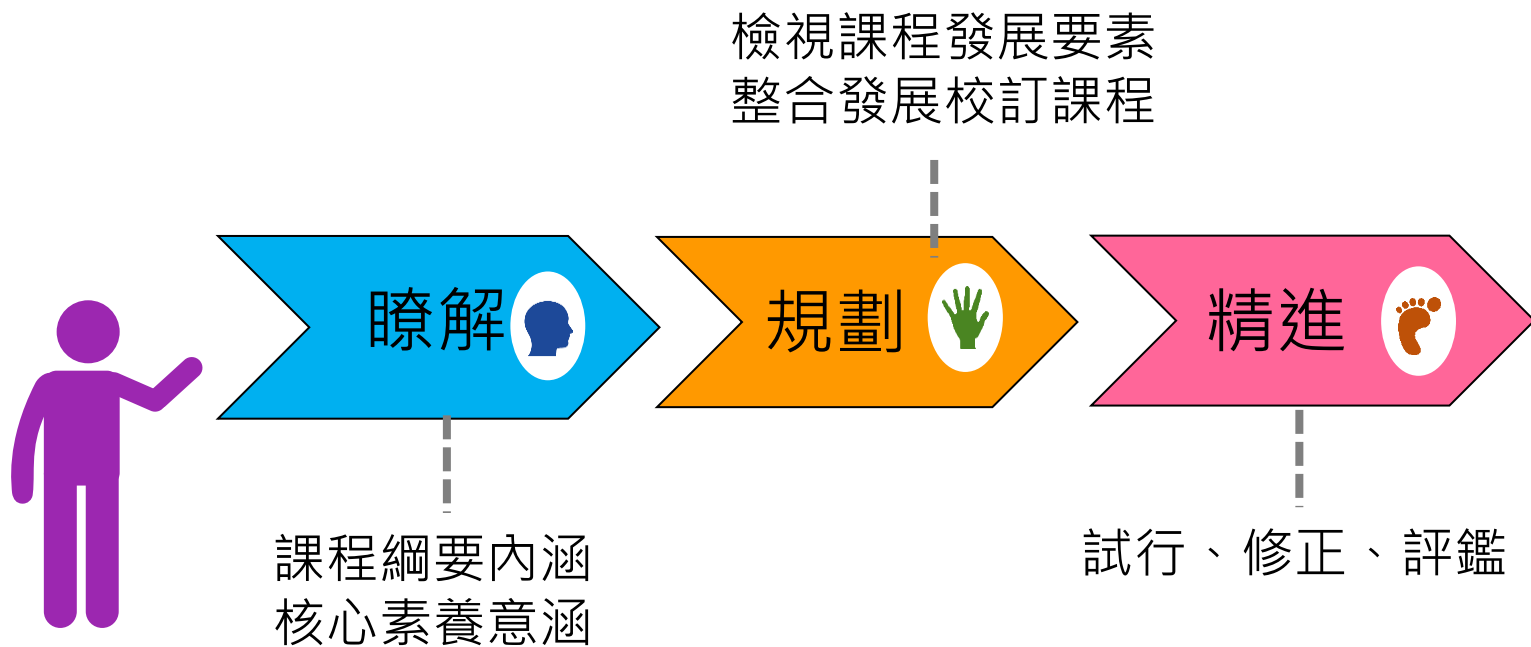 檢視課程發展要素
整合發展校訂課程
瞭解
規劃
精進
課程綱要內涵
核心素養意涵
試行、修正、評鑑